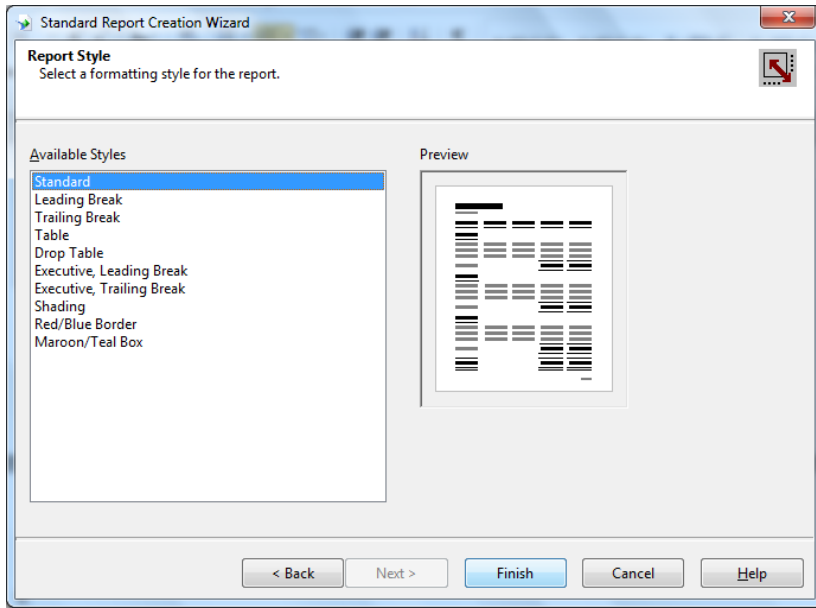 Standard Report Creation Wizard
Report Style
Select a formatting style for the report.
Available Styles
Preview
Standard
Leading Break
Trailing Break
Table
Drop Table
Executive, Leading Break
Executive, Trailing Break
Shading
Red/Blue Border
Maroon/Teal Box
< Back
Next >
Finish
Cancel
Help